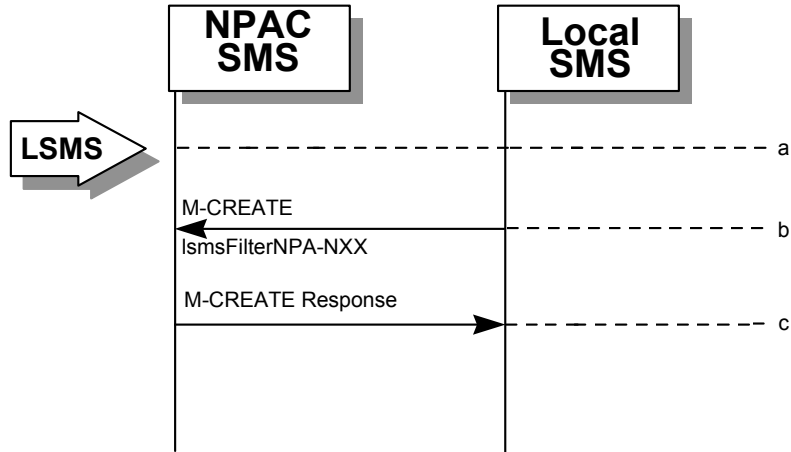 NPAC
SMS
Local
SMS
LSMS
a
M-CREATE
b
lsmsFilterNPA-NXX
M-CREATE Response
c